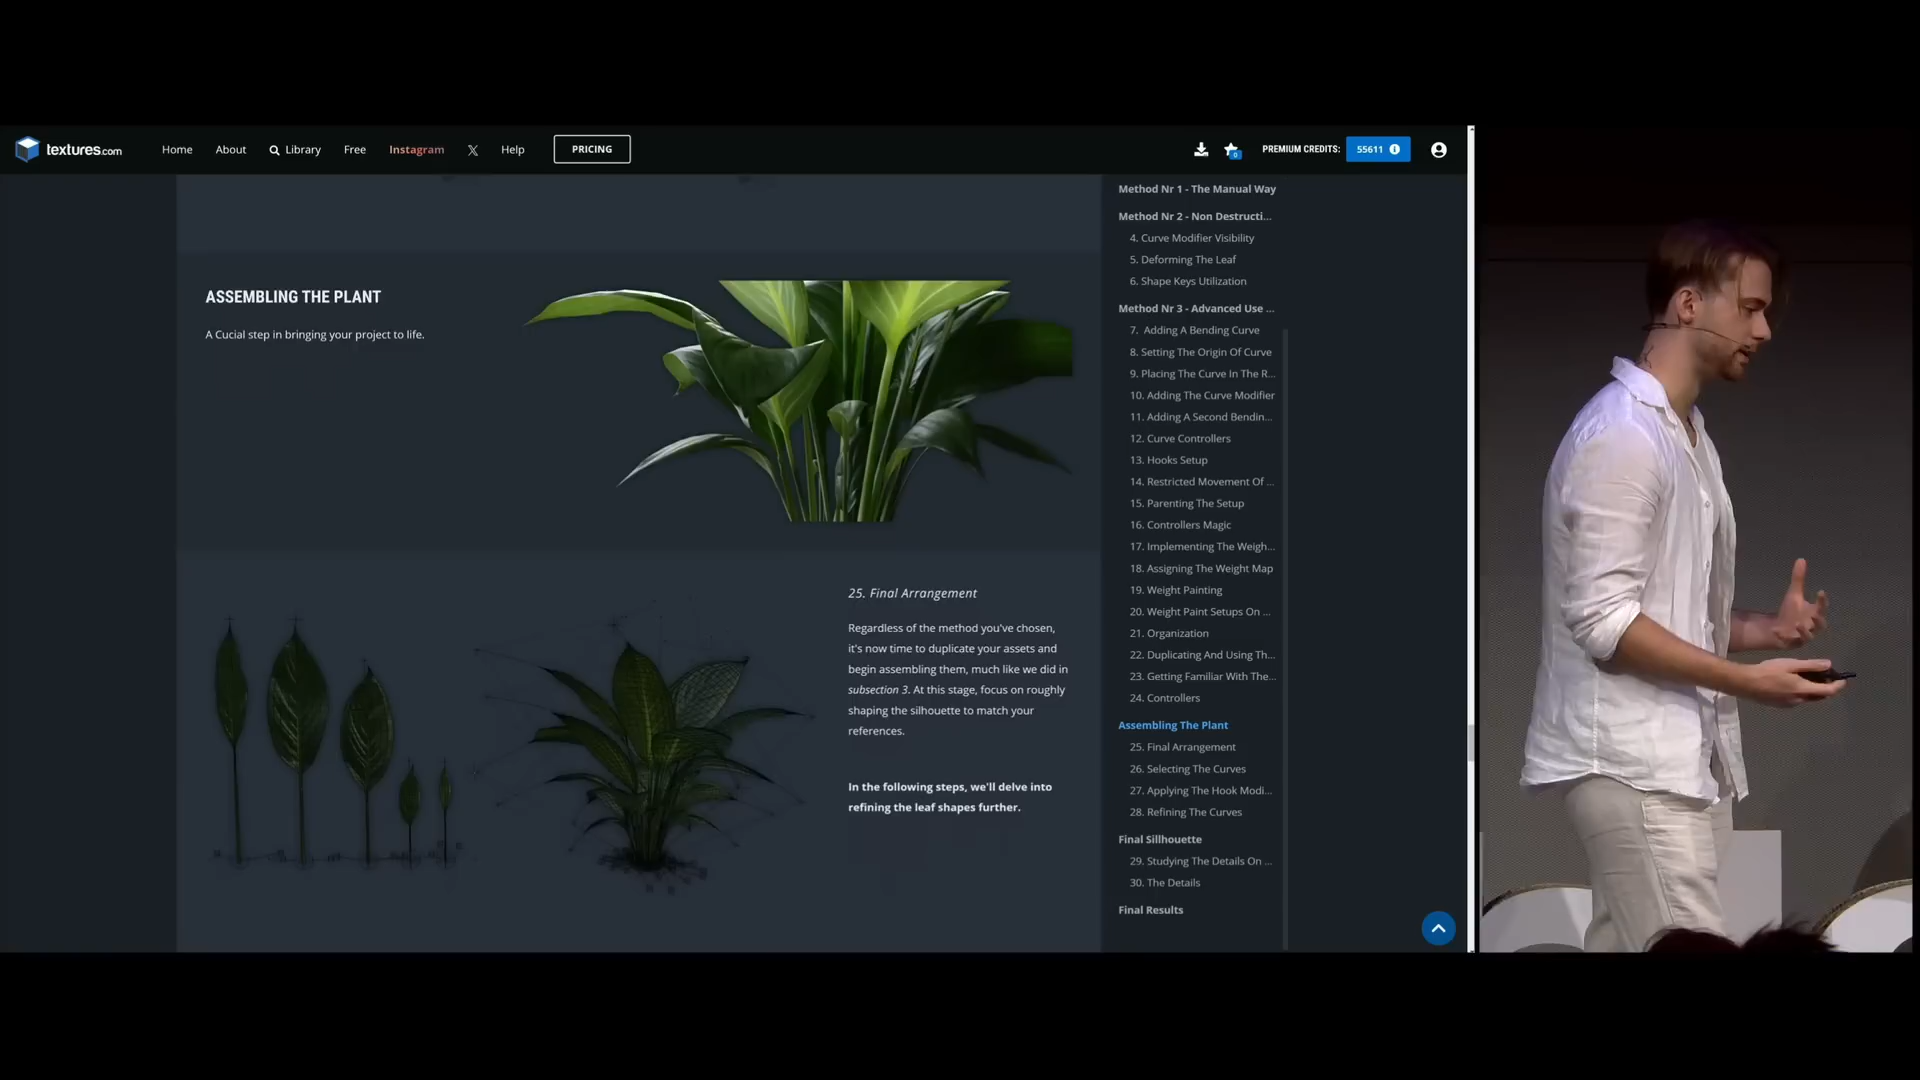 textures.com
Home
About
Library
Free
Instagram
X
Help
PRICING
0
PREMIUM CREDITS:
55611
ASSEMBLING THE PLANT
A Cucial step in bringing your project to life.
25. Final Arrangement
Regardless of the method you've chosen,
it's now time to duplicate your assets and
begin assembling them, much like we did in
subsection 3. At this stage, focus on roughly
shaping the silhouette to match your
references.
In the following steps, we'll delve into
refining the leaf shapes further.
Method Nr 1 - The Manual Way
Method Nr 2 - Non Destructi...
4. Curve Modifier Visibility
5. Deforming The Leaf
6. Shape Keys Utilization
Method Nr 3 - Advanced Use ...
7. Adding A Bending Curve
8. Setting The Origin Of Curve
9. Placing The Curve In The R...
10. Adding The Curve Modifier
11. Adding A Second Bendin...
12. Curve Controllers
13. Hooks Setup
14. Restricted Movement Of ...
15. Parenting The Setup
16. Controllers Magic
17. Implementing The Weigh...
18. Assigning The Weight Map
19. Weight Painting
20. Weight Paint Setups On ...
21. Organization
22. Duplicating And Using Th...
23. Getting Familiar With The...
24. Controllers
Assembling The Plant
25. Final Arrangement
26. Selecting The Curves
27. Applying The Hook Modi...
28. Refining The Curves
Final Sillhouette
29. Studying The Details On ...
30. The Details
Final Results